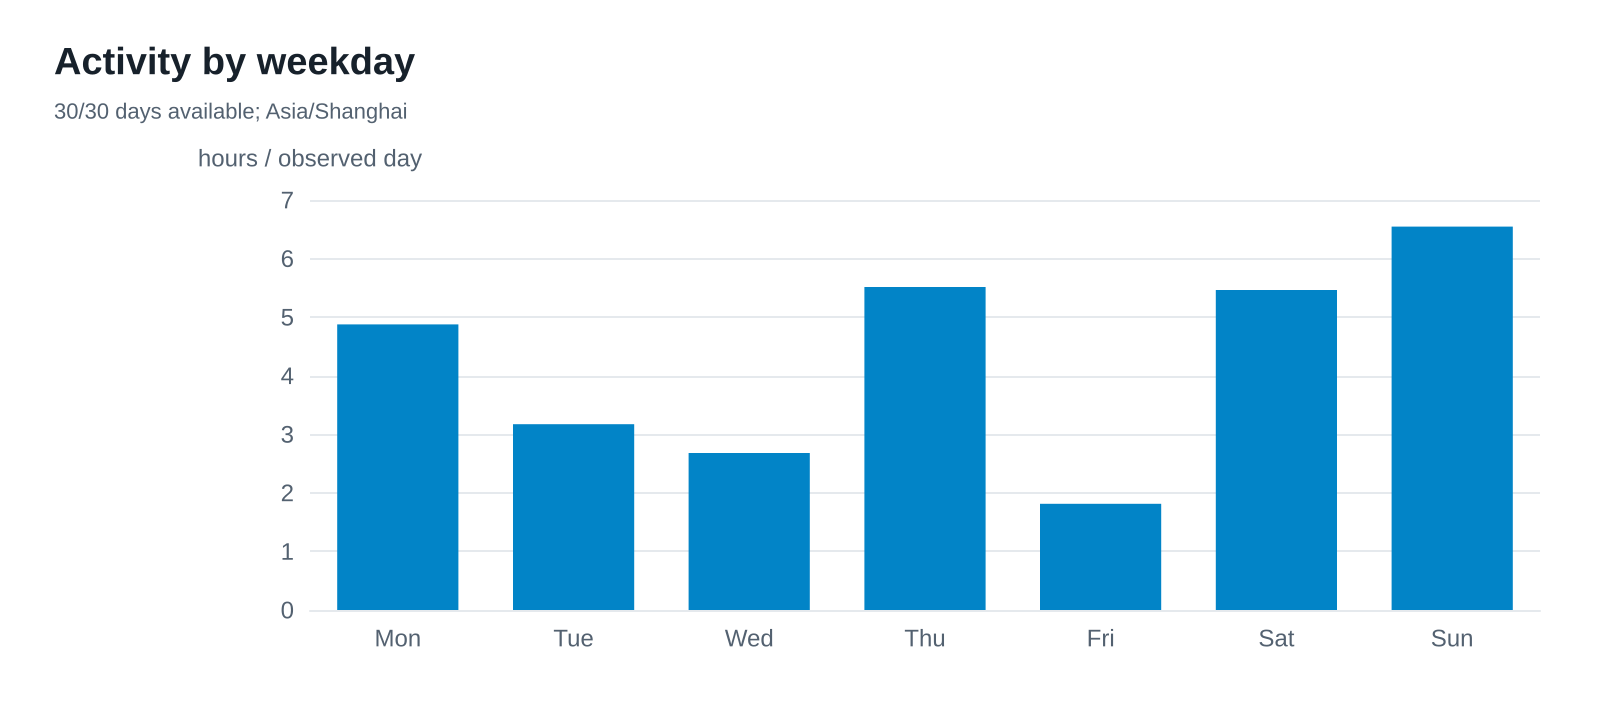 Activity by weekday
30/30 days available; Asia/Shanghai
hours / observed day
7
6
5
4
3
2
1
0
Mon Tue Wed Thu Fri Sat Sun